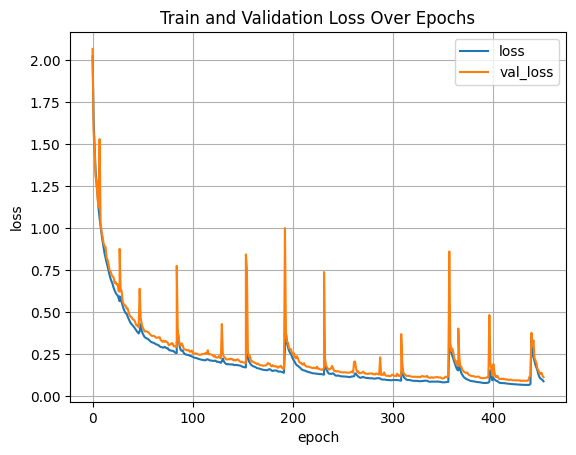 Train and Validation Loss Over Epochs
loss
val_loss
2.00
1.75
1.50
1.25
1.00
0.75
0.50
0.25
0.00
loss
0
100
200
300
400
epoch